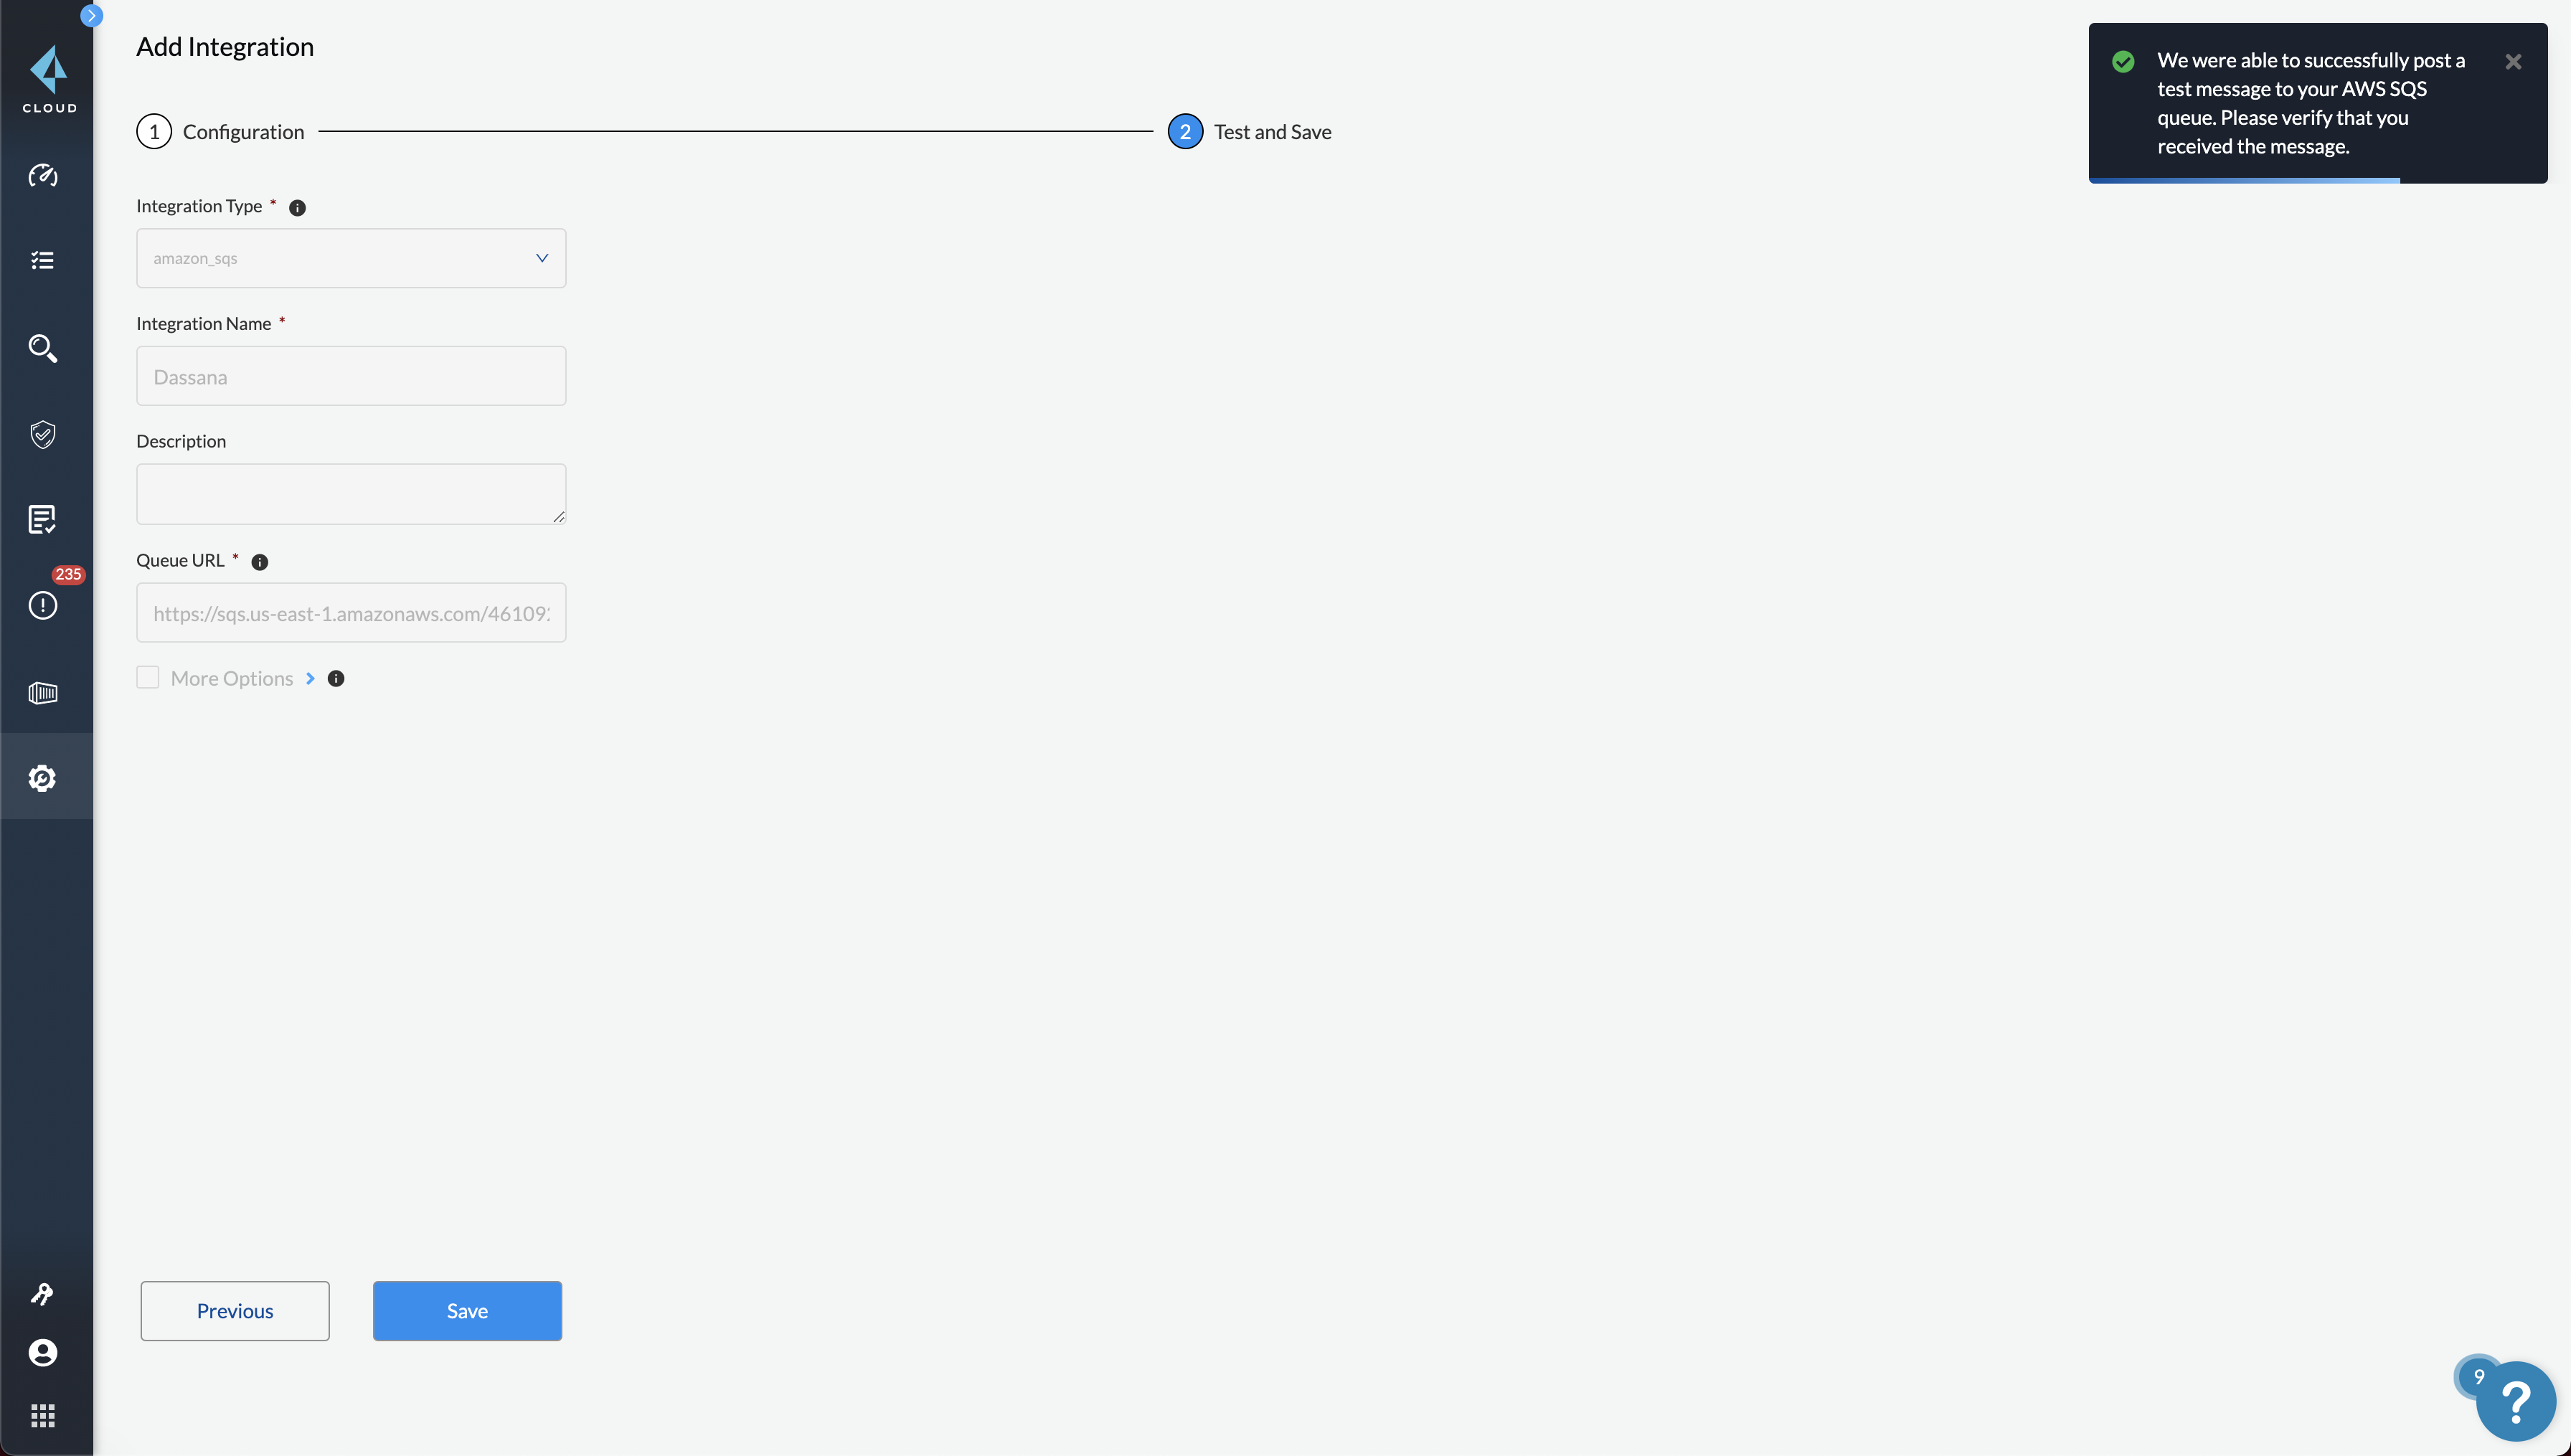 CLOUD
Add Integration
1 Configuration
2 Test and Save
Integration Type *
amazon_sqs
Integration Name *
Dassana
Description
Queue URL *
https://sqs.us-east-1.amazonaws.com/46109
More Options
235
Previous
Save
We were able to successfully post a
test message to your AWS SQS
queue. Please verify that you
received the message.
9
?